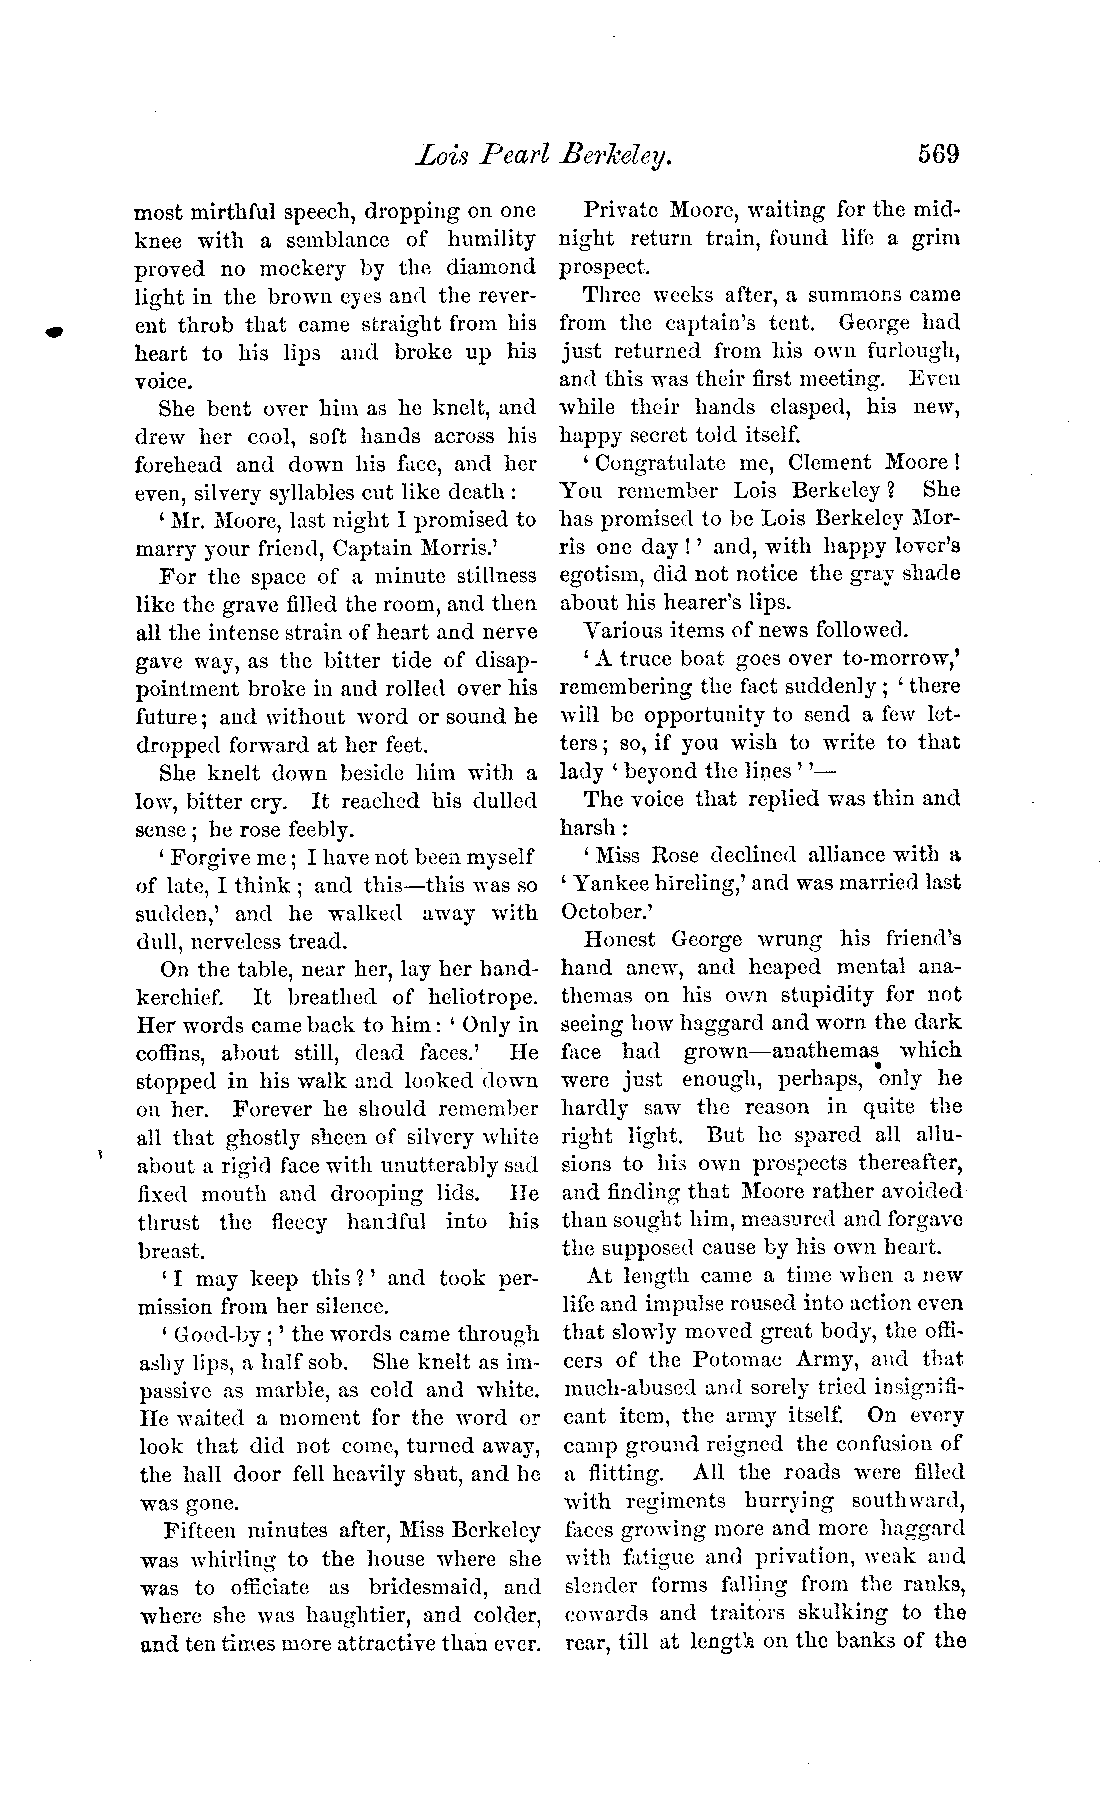 Lois Pearl Berkeley. 569
most mirthful speech, dropping on one
knee with a semblance of humility
proved no mockery by the diamond
light in the brown eyes and the rever-
ent throb that came straight from his
heart to his lips and broke up his
voice.
She bent over him as he knelt, and
drew her cool, soft hands across his
forehead and down his face, and her
even, silvery syllables cut like death :
‘ Mr. Moore, last night I promised to
marry your friend, Captain Morris.’
For the space of a minute stillness
like the grave filled the room, and then
all the intense strain of heart and nerve
gave way, as the bitter tide of disap-
pointment broke in and rolled over his
future; and without word or sound he
dropped forward at her feet.
She knelt down beside him with a
low, bitter cry. It reached his dulled
sense ; he rose feebly.
‘ Forgive me ; I have not been myself
of late, I think ; and this—this was so
sudden,’ and he walked away with
dull, nerveless tread.
On the table, near her, lay her hand-
kerchief. It breathed of heliotrope.
Her words came back to him: ‘ Only in
coffins, about still, dead faces.’ He
stopped in his walk and looked down
on her. Forever he should remember
all that ghostly sheen of silvery white
about a rigid face with unutterably sad
fixed mouth and drooping lids. He
thrust the fleecy handful into his
breast.
‘ I may keep this ? ’ and took per-
mission from her silence.
‘ Good-by ; ’ the words came through
ashy lips, a half sob. She knelt as im-
passive as marble, as cold and white.
He waited a moment for the word or
look that did not come, turned away,
the hall door fell heavily shut, and he
was gone.
Fifteen minutes after, Miss Berkeley
was whirling to the house where she
was to officiate as bridesmaid, and
where she was haughtier, and colder,
and ten times more attractive than ever.
Private Moore, waiting for the mid-
night return train, found life a grim
prospect.
Three weeks after, a summons came
from the captain's tent. George had
just returned from his own furlough,
and this was their first meeting. Even
while their hands clasped, his new,
happy secret told itself.
‘ Congratulate me, Clement Moore !
You remember Lois Berkeley ? She
has promised to be Lois Berkeley Mor-
ris one day ! ’ and, with happy lover's
egotism, did not notice the gray shade
about his hearer's lips.
Various items of news followed.
‘ A truce boat goes over to-morrow,’
remembering the fact suddenly ; ‘ there
will be opportunity to send a few let-
ters ; so, if you wish to write to that
lady ‘ beyond the lines ’ ’—
The voice that replied was thin and
harsh :
‘ Miss Rose declined alliance with a
‘ Yankee hireling,’ and was married last
October.’
Honest George wrung his friend's
hand anew, and heaped mental ana-
themas on his own stupidity for not
seeing how haggard and worn the dark
face had grown—anathemas which
were just enough, perhaps, only he
hardly saw the reason in quite the
right light. But he spared all allu-
sions to his own prospects thereafter,
and finding that Moore rather avoided
than sought him, measured and forgave
the supposed cause by his own heart.
At length came a time when a new
life and impulse roused into action even
that slowly moved great body, the offi-
cers of the Potomac Army, and that
much-abused and sorely tried insignifi-
cant item, the army itself. On every
camp ground reigned the confusion of
a flitting. All the roads were filled
with regiments hurrying southward,
faces growing more and more haggard
with fatigue and privation, weak and
slender forms falling from the ranks,
cowards and traitors skulking to the
rear, till at length on the banks of the